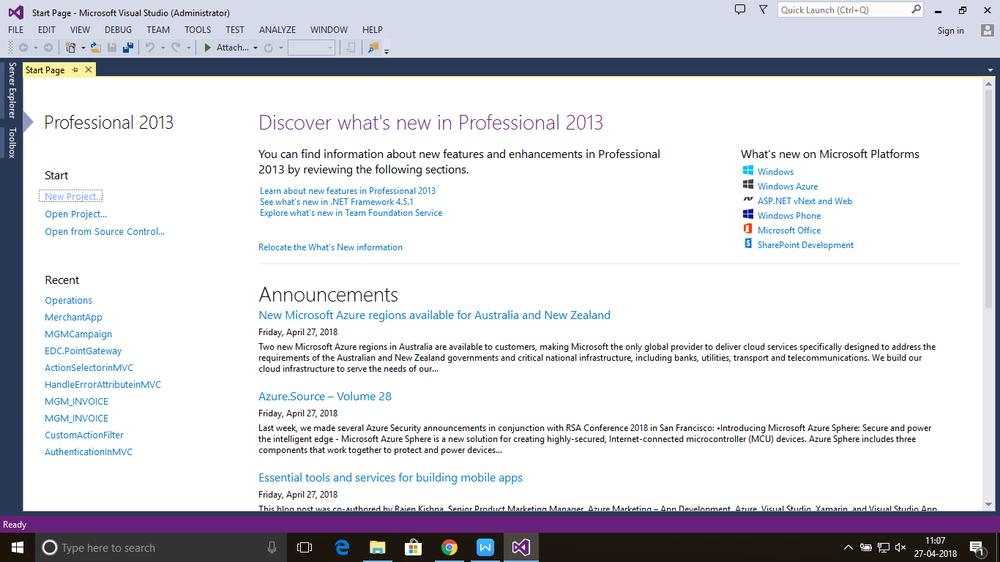 Start Page - Microsoft Visual Studio (Administrator)
Quick Launch (Ctrl+Q)
FILE EDIT VIEW DEBUG TEAM TOOLS TEST ANALYZE WINDOW HELP
Sign in
Attach...
Server Explorer
Toolbox
Start Page
Professional 2013
Start
New Project...
Open Project...
Open from Source Control...
Recent
Operations
MerchantApp
MGMCampaign
EDC.PointGateway
ActionSelectorinMVC
HandleErrorAttributeinMVC
MGM_INVOICE
MGM_INVOICE
CustomActionFilter
AuthenticationInMVC
Discover what's new in Professional 2013
You can find information about new features and enhancements in Professional
2013 by reviewing the following sections.
Learn about new features in Professional 2013
See what's new in .NET Framework 4.5.1
Explore what's new in Team Foundation Service
Relocate the What's New information
What's new on Microsoft Platforms
Windows
Windows Azure
ASP.NET vNext and Web
Windows Phone
Microsoft Office
SharePoint Development
Announcements
New Microsoft Azure regions available for Australia and New Zealand
Friday, April 27, 2018
Two new Microsoft Azure regions in Australia are available to customers, making Microsoft the only global provider to deliver cloud services specifically designed to address the
requirements of the Australian and New Zealand governments and critical national infrastructure, including banks, utilities, transport and telecommunications. We build our
cloud infrastructure to serve the needs of our...
Azure.Source – Volume 28
Friday, April 27, 2018
Last week, we made several Azure Security announcements in conjunction with RSA Conference 2018 in San Francisco: •Introducing Microsoft Azure Sphere: Secure and power
the intelligent edge - Microsoft Azure Sphere is a new solution for creating highly-secured, Internet-connected microcontroller (MCU) devices. Azure Sphere includes three
components that work together to protect and power devices...
Essential tools and services for building mobile apps
Friday, April 27, 2018
This blog post was co-authored by Rajen Kishna, Senior Product Marketing Manager, Azure Marketing – App Development, Azure, Visual Studio, Xamarin, and Visual Studio App
Ready
Type here to search
11:07
27-04-2018
1